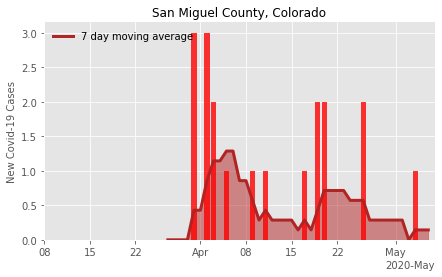 San Miguel County, Colorado
7 day moving average
New Covid-19 Cases
3.0
2.5
2.0
1.5
1.0
0.5
0.0
08 15 22 Apr 08 15 22 May
2020-May